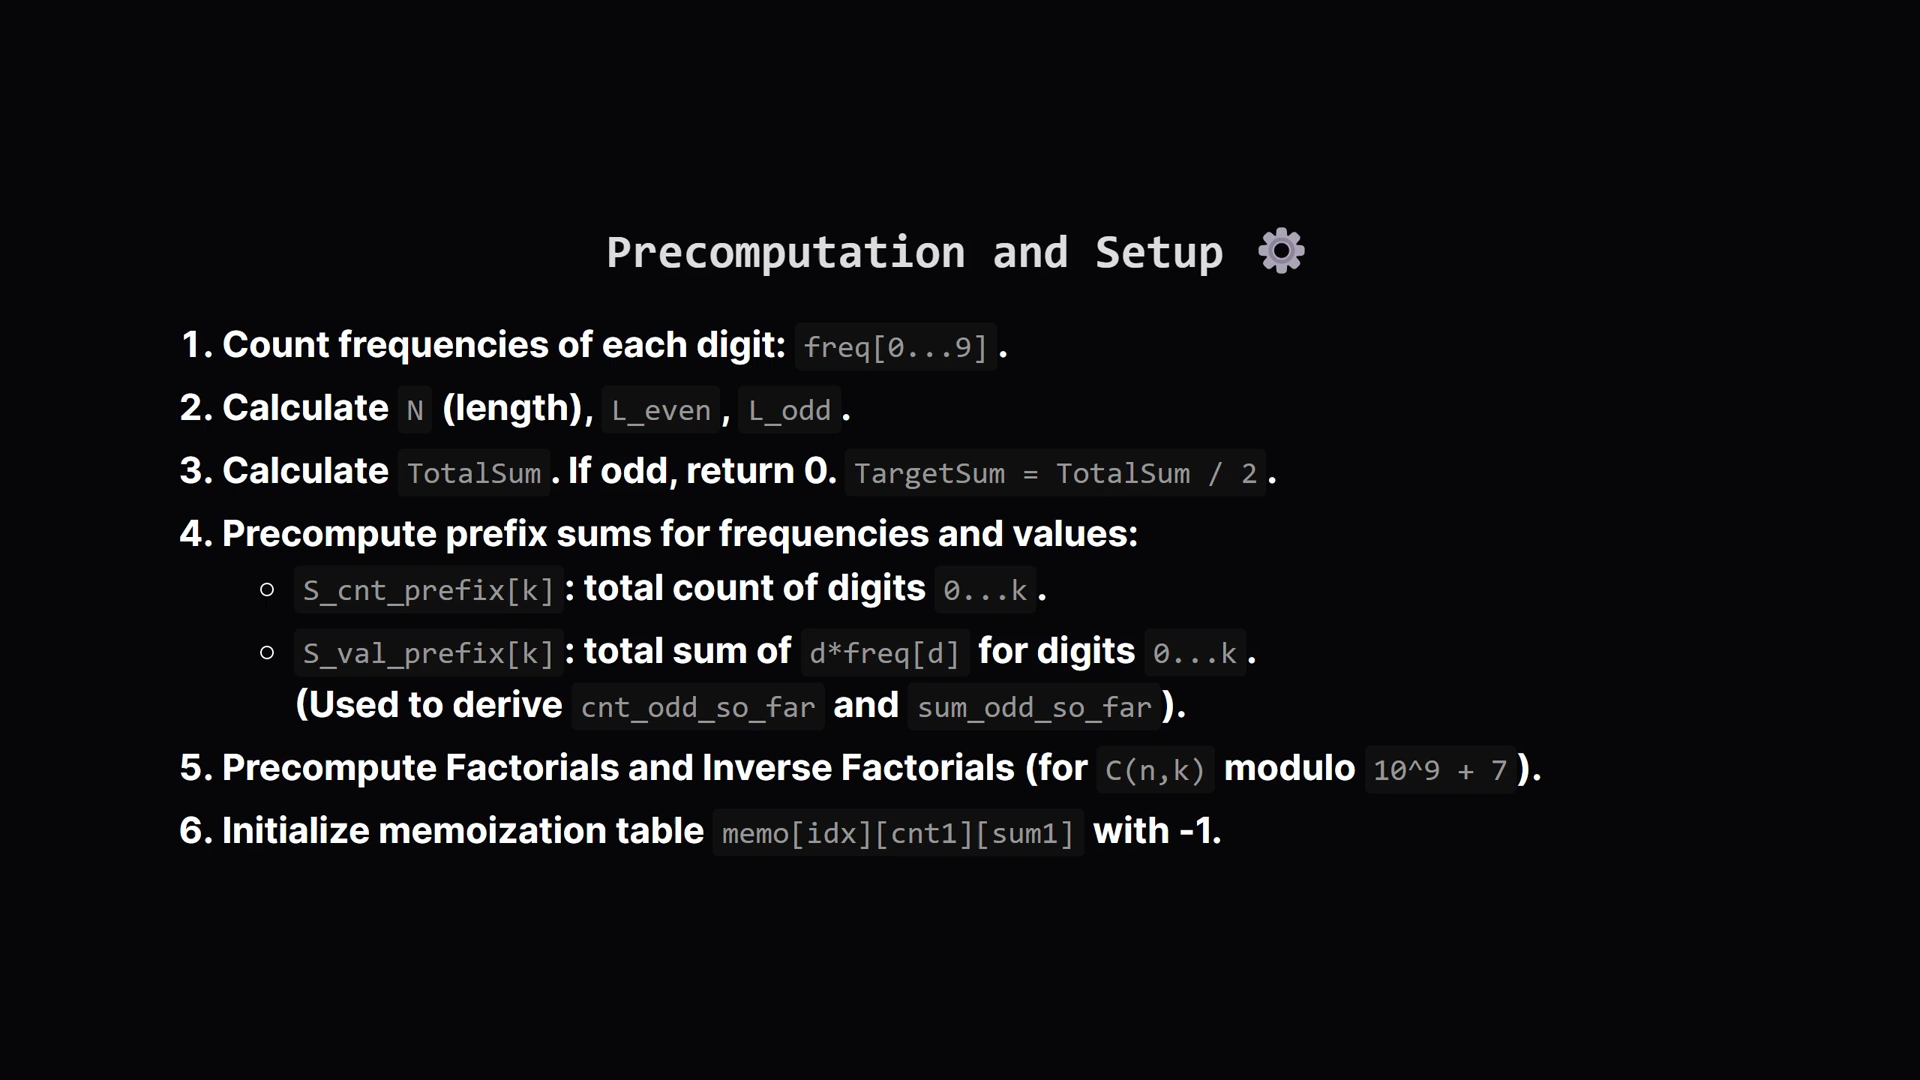 Precomputation and Setup ⚙️
1. Count frequencies of each digit: freq[0...9].
2. Calculate N (length), L_even, L_odd.
3. Calculate TotalSum. If odd, return 0. TargetSum = TotalSum / 2.
4. Precompute prefix sums for frequencies and values:
○ S_cnt_prefix[k]: total count of digits 0...k.
○ S_val_prefix[k]: total sum of d*freq[d] for digits 0...k.
(Used to derive cnt_odd_so_far and sum_odd_so_far).
5. Precompute Factorials and Inverse Factorials (for C(n,k) modulo 10^9 + 7).
6. Initialize memoization table memo[idx][cnt1][sum1] with -1.